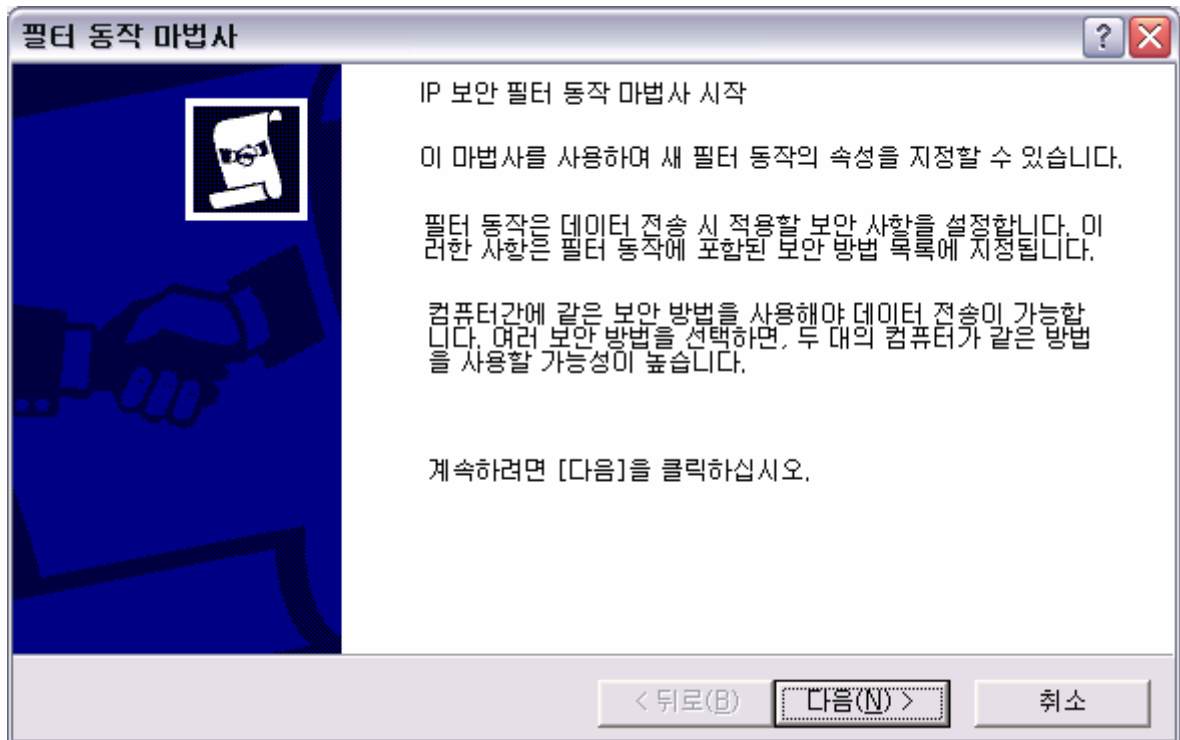 필터 동작 마법사
IP 보안 필터 동작 마법사 시작
이 마법사를 사용하여 새 필터 동작의 속성을 지정할 수 있습니다.
필터 동작은 데이터 전송 시 적용할 보안 사항을 설정합니다. 이
러한 사항은 필터 동작에 포함된 보안 방법 목록에 지정됩니다.
컴퓨터간에 같은 보안 방법을 사용해야 데이터 전송이 가능합
니다. 여러 보안 방법을 선택하면, 두 대의 컴퓨터가 같은 방법
을 사용할 가능성이 높습니다.
계속하려면 [다음]을 클릭하십시오.
< 뒤로(B) 다음(N) > 취소